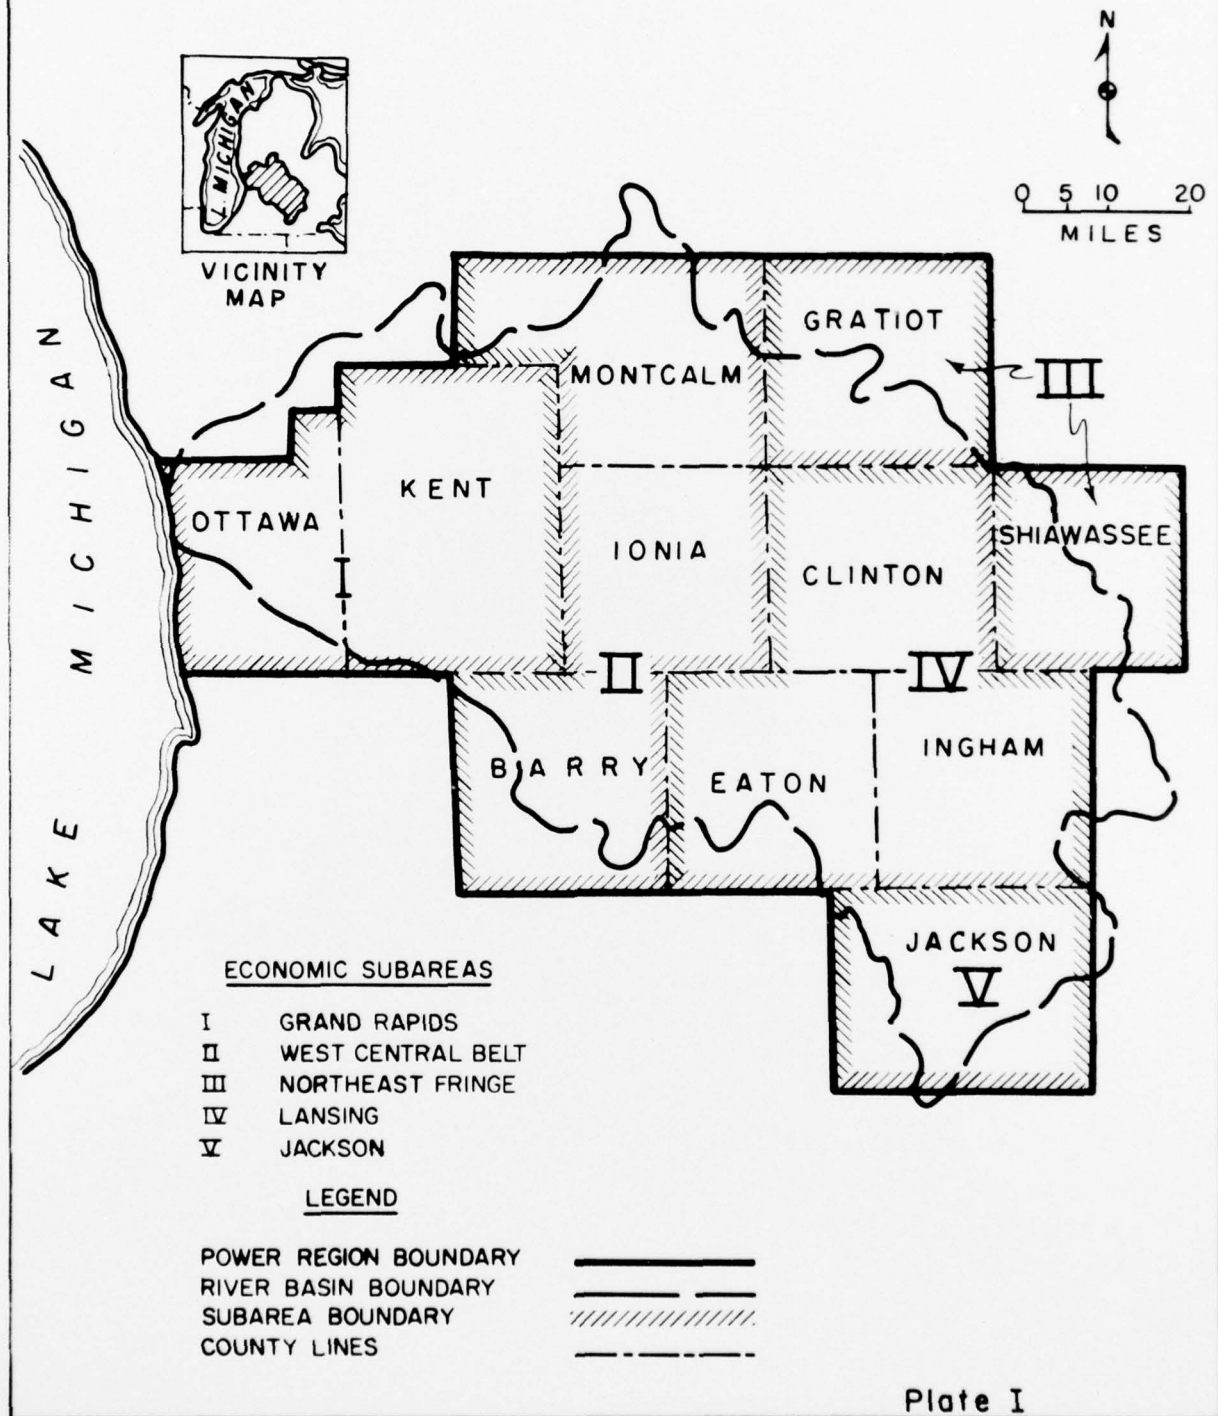 N
0 5 10 20
MILES
L. MICHIGAN
VICINITY
MAP
LAKE MICHIGAN
GRATIOT
III
MONTCALM
KENT
OTTAWA
SHIAWASSEE
IONIA
CLINTON
I
II
IV
INGHAM
BARRY
EATON
JACKSON
V
ECONOMIC SUBAREAS
I GRAND RAPIDS
II WEST CENTRAL BELT
III NORTHEAST FRINGE
IV LANSING
V JACKSON
LEGEND
POWER REGION BOUNDARY
RIVER BASIN BOUNDARY
SUBAREA BOUNDARY
COUNTY LINES
Plate I